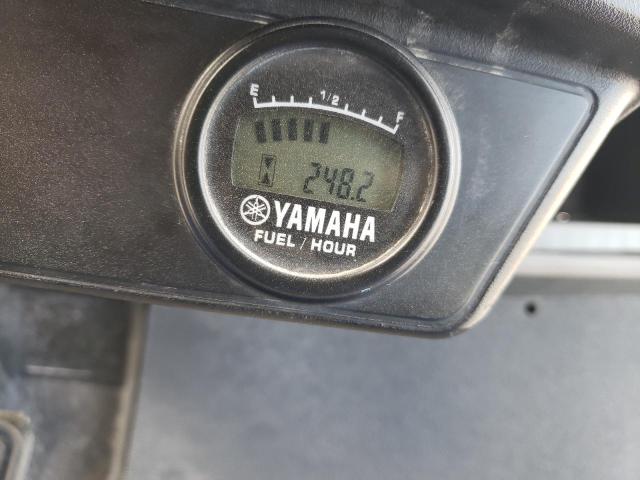 E 1/2 F
248.2
YAMAHA
FUEL / HOUR